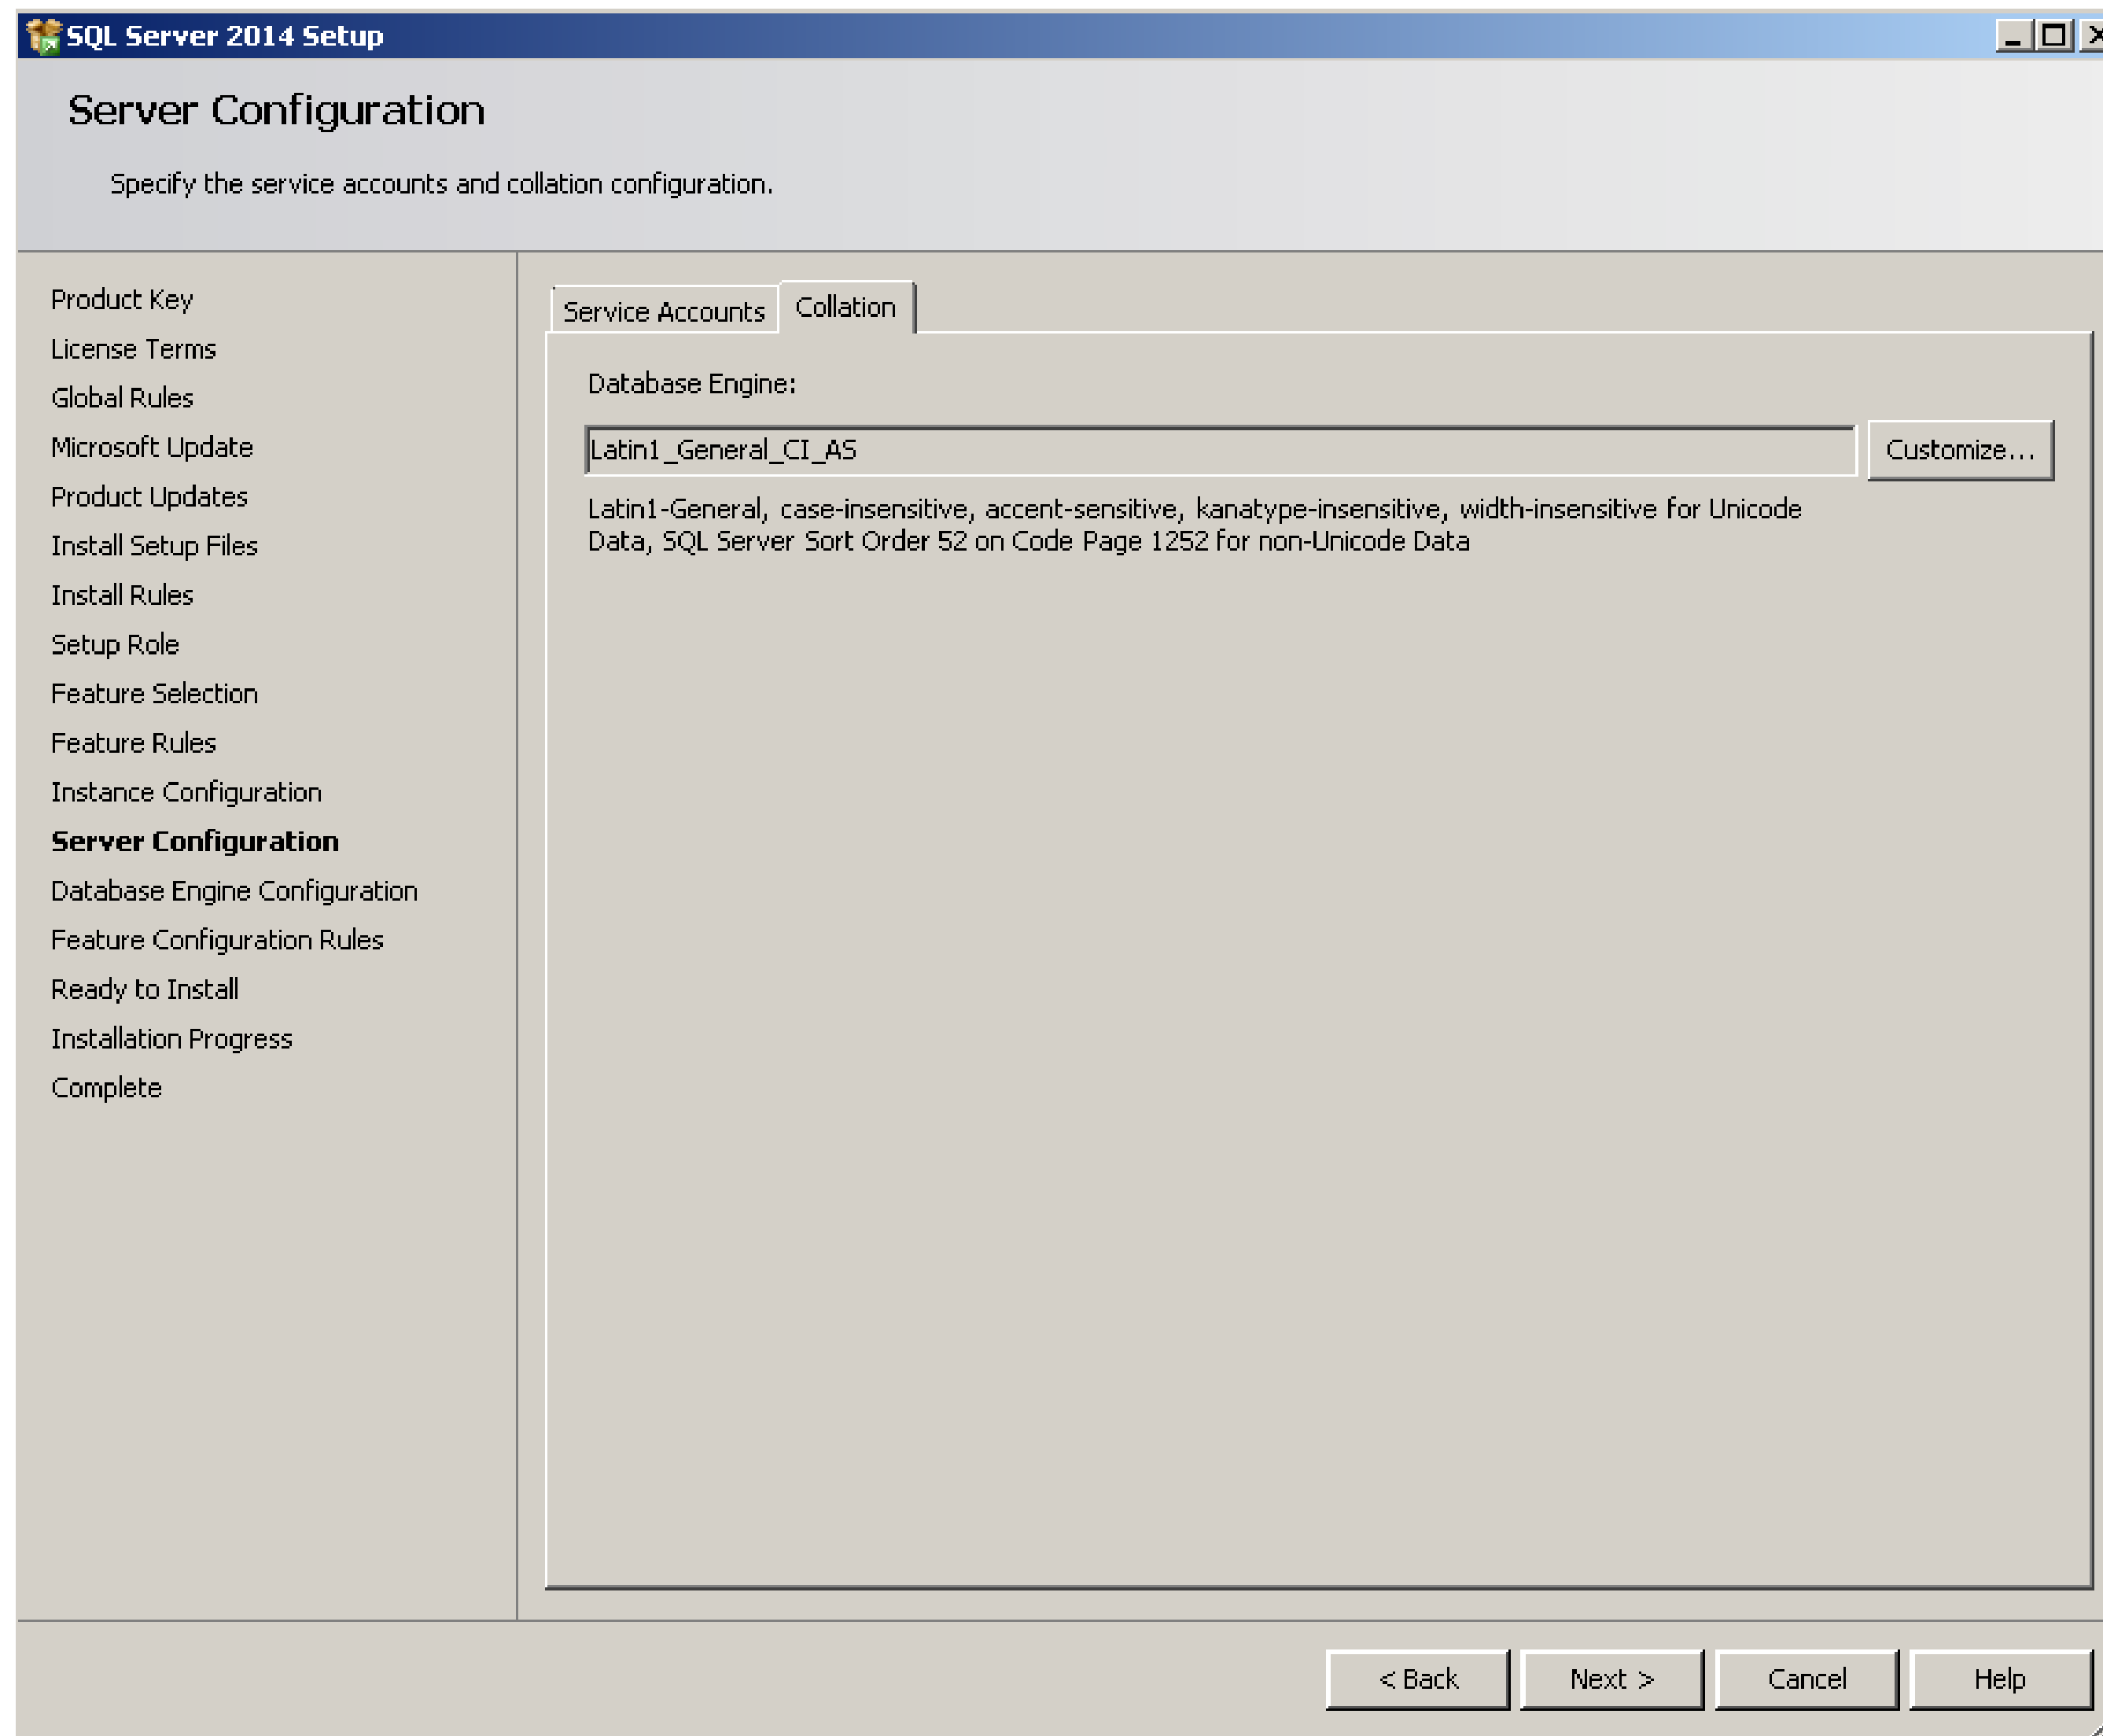 SQL Server 2014 Setup
Server Configuration
Specify the service accounts and collation configuration.
Product Key
License Terms
Global Rules
Microsoft Update
Product Updates
Install Setup Files
Install Rules
Setup Role
Feature Selection
Feature Rules
Instance Configuration
Server Configuration
Database Engine Configuration
Feature Configuration Rules
Ready to Install
Installation Progress
Complete
Service Accounts
Collation
Database Engine:
Latin1_General_CI_AS
Customize...
Latin1-General, case-insensitive, accent-sensitive, kanatype-insensitive, width-insensitive for Unicode
Data, SQL Server Sort Order 52 on Code Page 1252 for non-Unicode Data
< Back
Next >
Cancel
Help